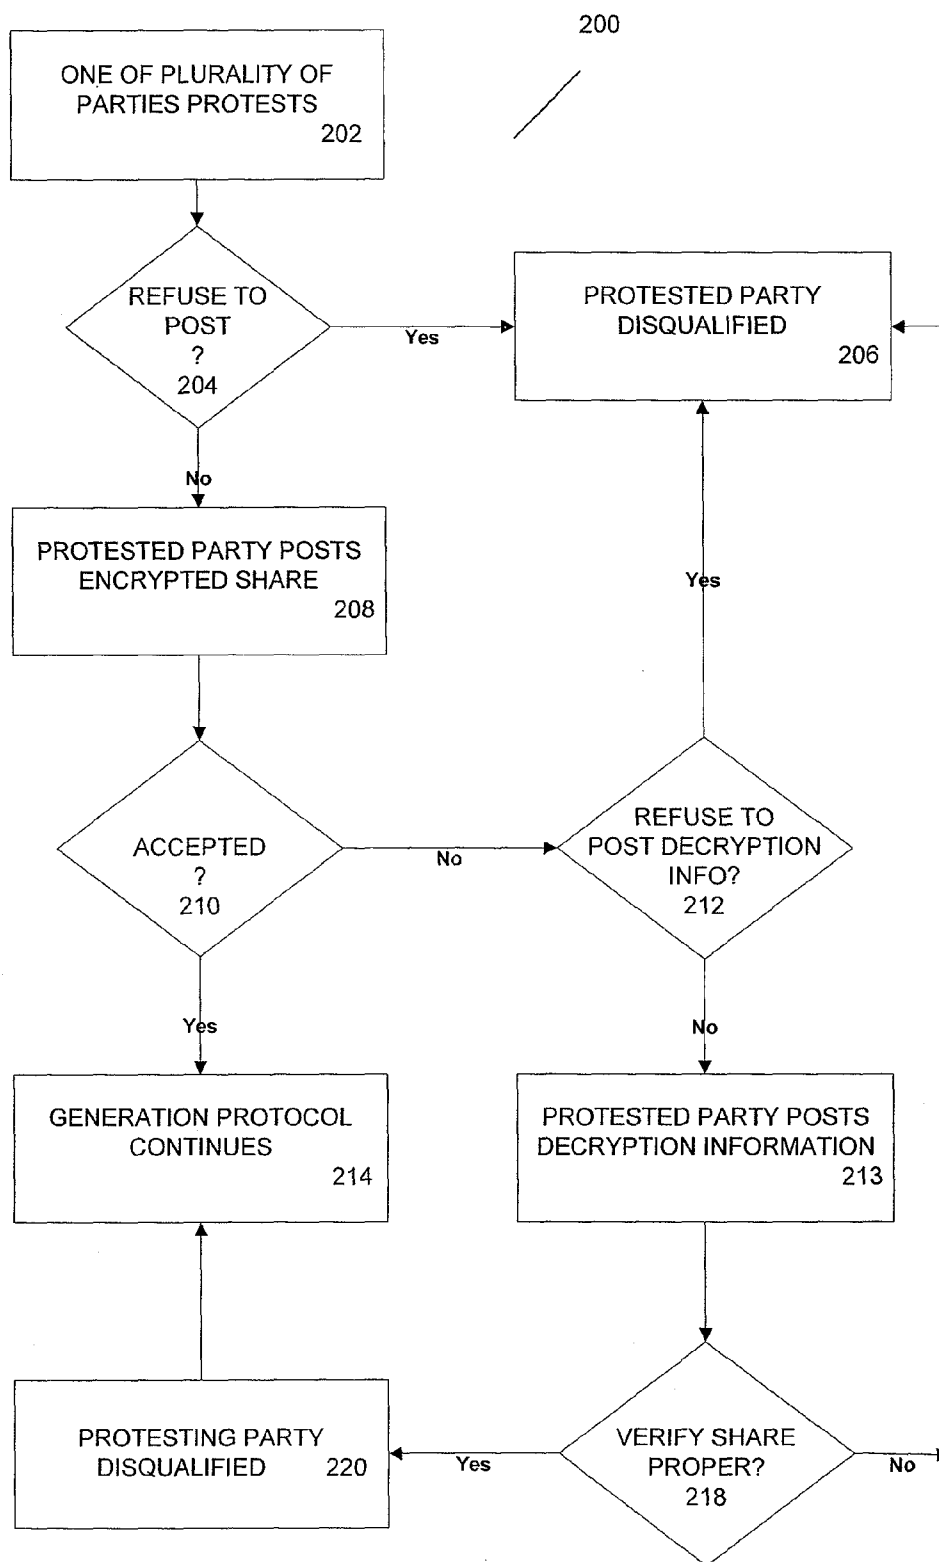 200
ONE OF PLURALITY OF
PARTIES PROTESTS
202
REFUSE TO
POST
?
204
Yes
PROTESTED PARTY
DISQUALIFIED
206
No
PROTESTED PARTY POSTS
ENCRYPTED SHARE
208
Yes
ACCEPTED
?
210
No
REFUSE TO
POST DECRYPTION
INFO?
212
Yes
No
GENERATION PROTOCOL
CONTINUES
214
PROTESTED PARTY POSTS
DECRYPTION INFORMATION
213
PROTESTING PARTY
DISQUALIFIED
220
Yes
VERIFY SHARE
PROPER?
218
No